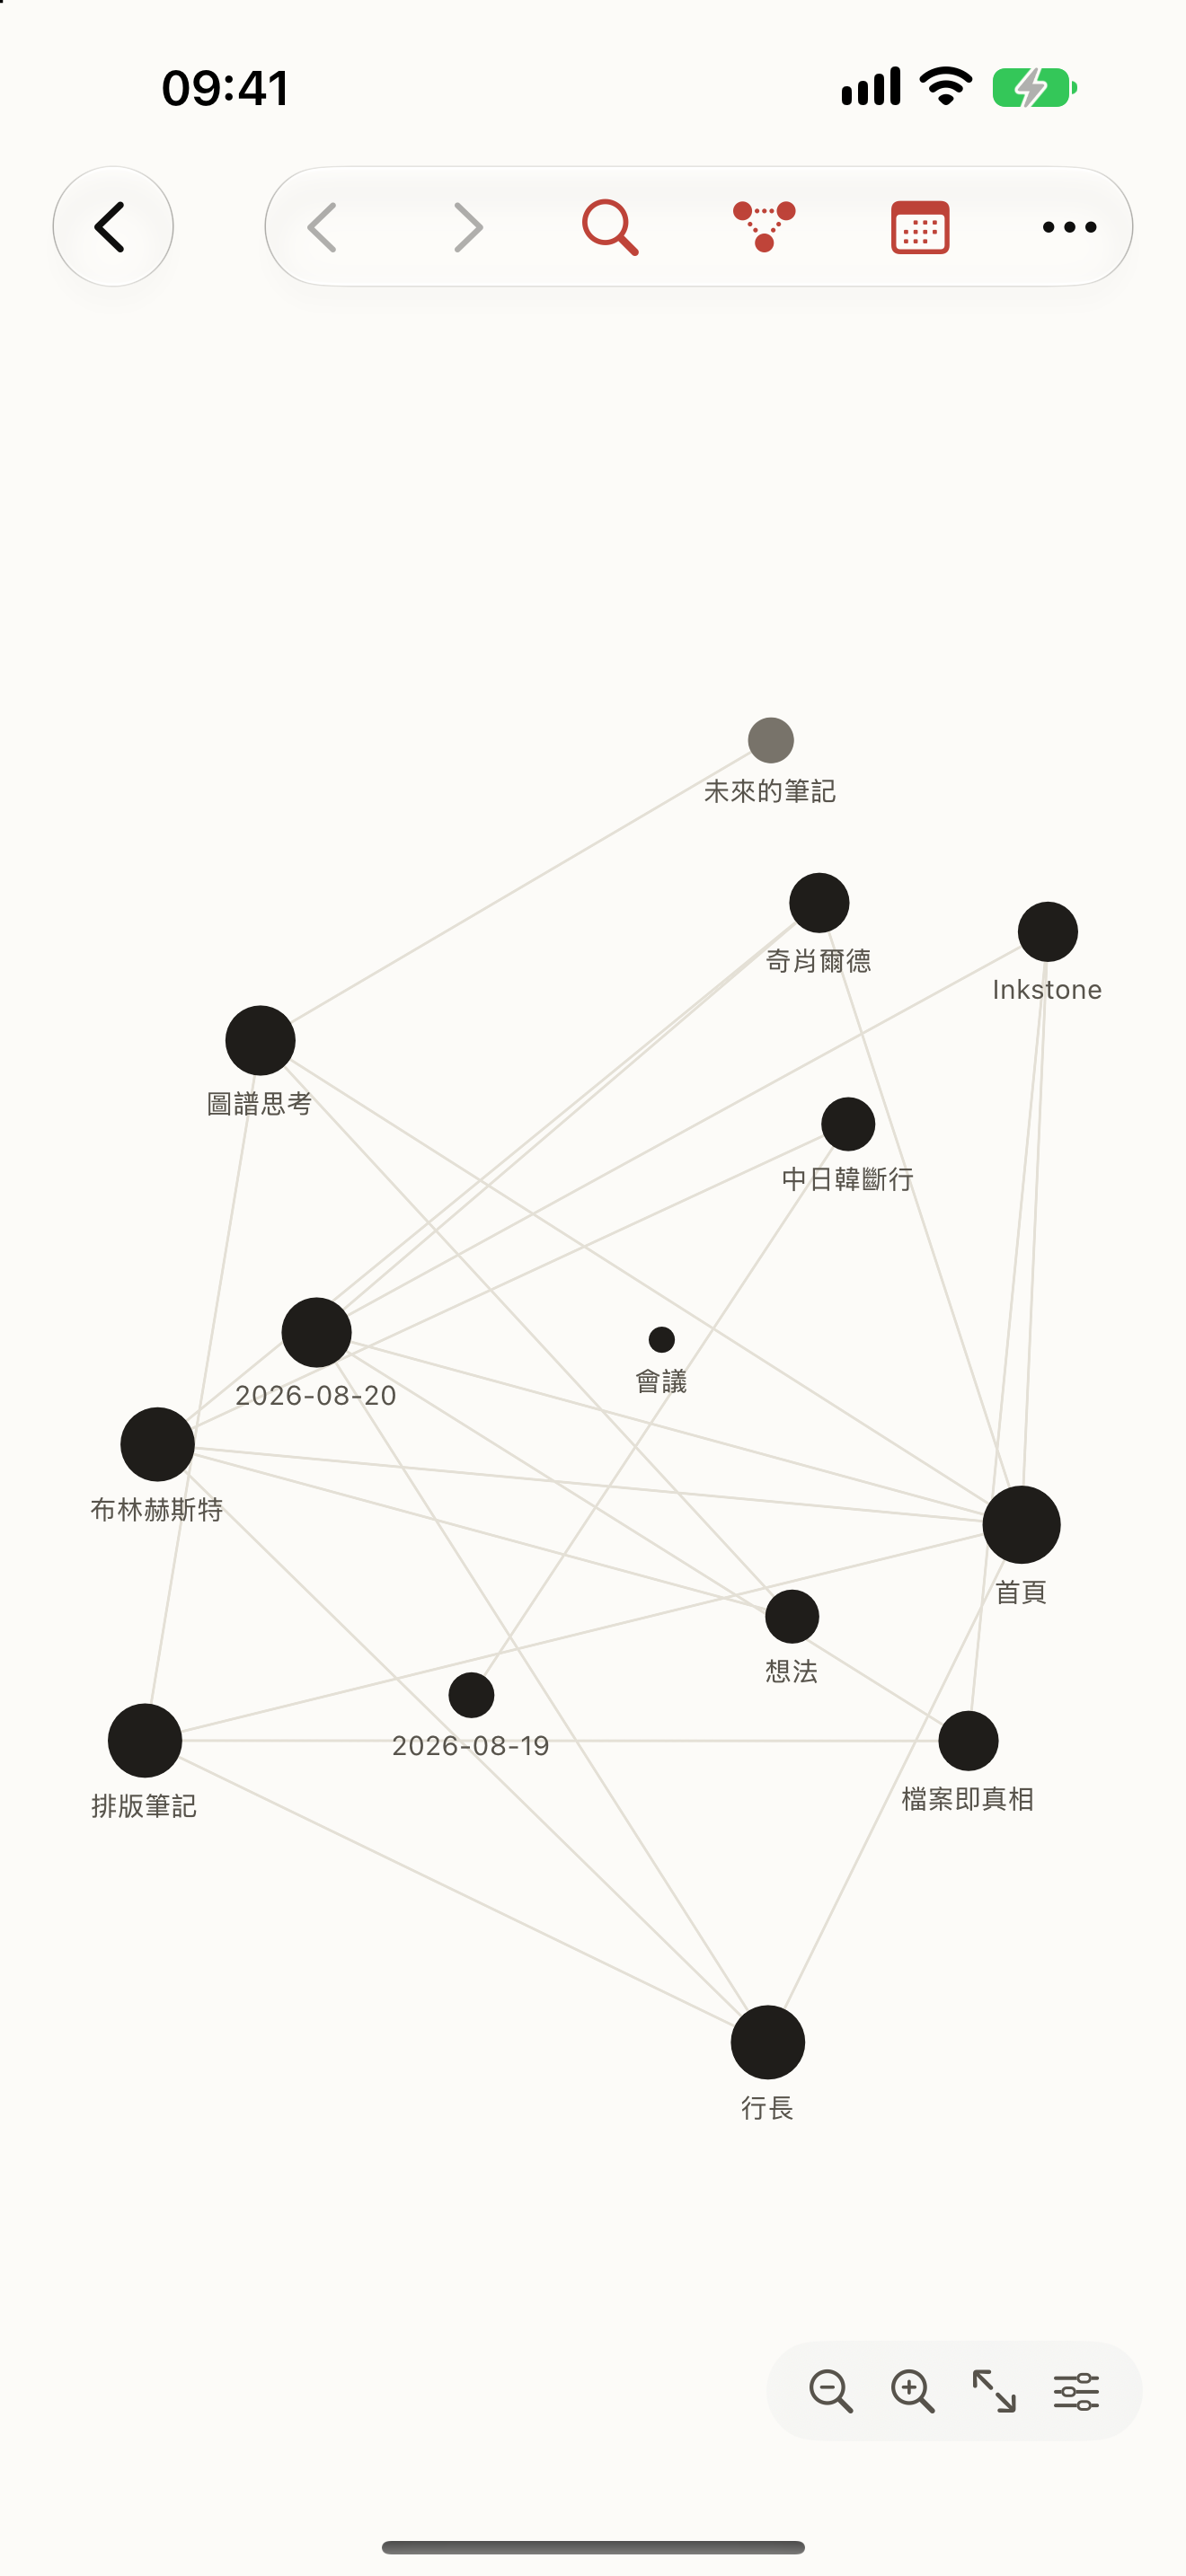 09:41
未來的筆記
奇肖爾德
Inkstone
圖譜思考
中日韓斷行
2026-08-20
會議
布林赫斯特
首頁
想法
2026-08-19
檔案即真相
排版筆記
行長